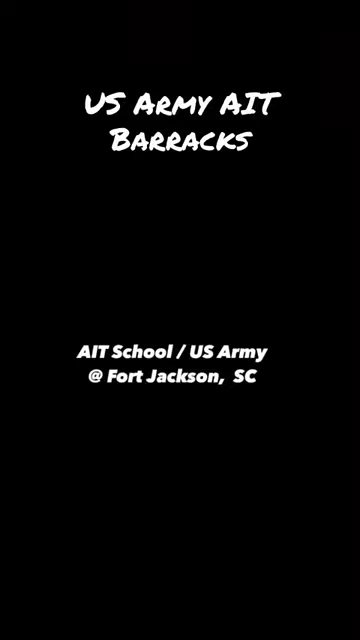 US Army AIT
Barracks
AIT School / US Army
@ Fort Jackson, SC